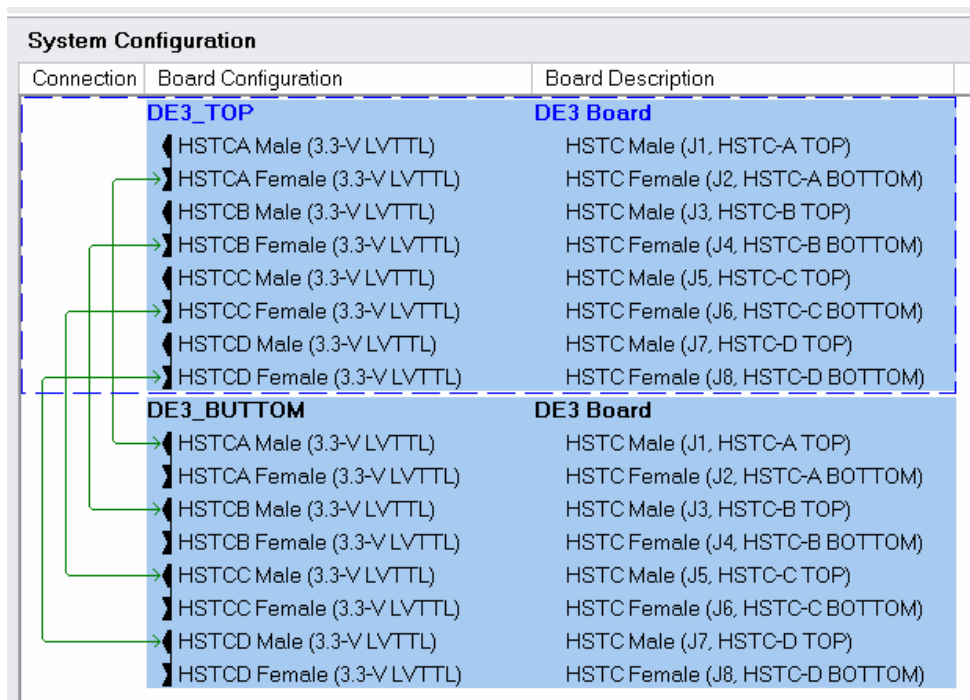 System Configuration
Connection Board Configuration Board Description
DE3_TOP DE3 Board
HSTCA Male (3.3-V LVTTL) HSTC Male (J1, HSTC-A TOP)
HSTCA Female (3.3-V LVTTL) HSTC Female (J2, HSTC-A BOTTOM)
HSTCB Male (3.3-V LVTTL) HSTC Male (J3, HSTC-B TOP)
HSTCB Female (3.3-V LVTTL) HSTC Female (J4, HSTC-B BOTTOM)
HSTCC Male (3.3-V LVTTL) HSTC Male (J5, HSTC-C TOP)
HSTCC Female (3.3-V LVTTL) HSTC Female (J6, HSTC-C BOTTOM)
HSTCD Male (3.3-V LVTTL) HSTC Male (J7, HSTC-D TOP)
HSTCD Female (3.3-V LVTTL) HSTC Female (J8, HSTC-D BOTTOM)
DE3_BUTTOM DE3 Board
HSTCA Male (3.3-V LVTTL) HSTC Male (J1, HSTC-A TOP)
HSTCA Female (3.3-V LVTTL) HSTC Female (J2, HSTC-A BOTTOM)
HSTCB Male (3.3-V LVTTL) HSTC Male (J3, HSTC-B TOP)
HSTCB Female (3.3-V LVTTL) HSTC Female (J4, HSTC-B BOTTOM)
HSTCC Male (3.3-V LVTTL) HSTC Male (J5, HSTC-C TOP)
HSTCC Female (3.3-V LVTTL) HSTC Female (J6, HSTC-C BOTTOM)
HSTCD Male (3.3-V LVTTL) HSTC Male (J7, HSTC-D TOP)
HSTCD Female (3.3-V LVTTL) HSTC Female (J8, HSTC-D BOTTOM)